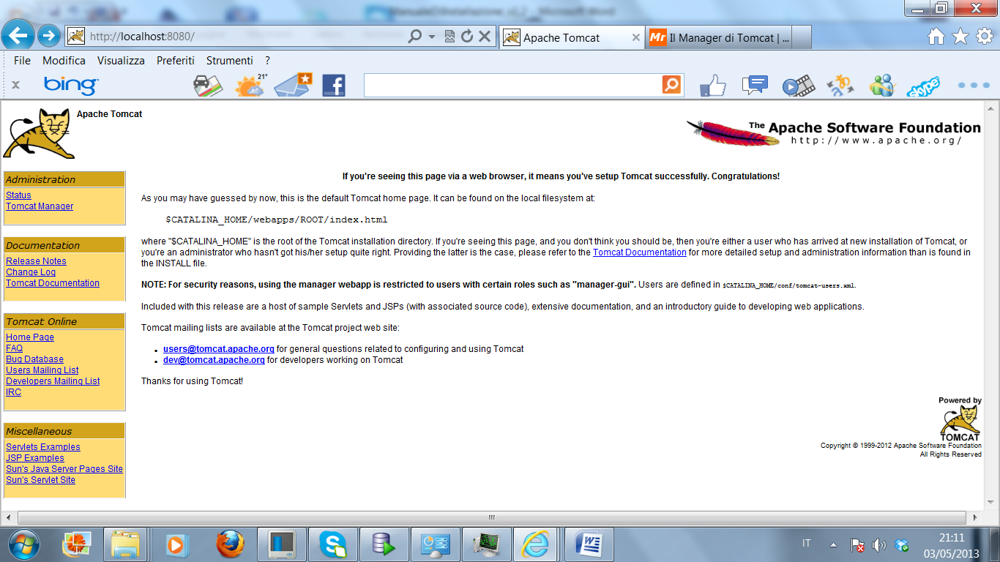 ManualeDiInstallazione_v1.2 - Microsoft Word
http://localhost:8080/
Apache Tomcat
Mr Il Manager di Tomcat | ...
File Modifica Visualizza Preferiti Strumenti ?
x bing 21° skype
Apache Tomcat
The Apache Software Foundation
http://www.apache.org/
Administration
Status
Tomcat Manager
Documentation
Release Notes
Change Log
Tomcat Documentation
Tomcat Online
Home Page
FAQ
Bug Database
Users Mailing List
Developers Mailing List
IRC
Miscellaneous
Servlets Examples
JSP Examples
Sun's Java Server Pages Site
Sun's Servlet Site
If you're seeing this page via a web browser, it means you've setup Tomcat successfully. Congratulations!
As you may have guessed by now, this is the default Tomcat home page. It can be found on the local filesystem at:
$CATALINA_HOME/webapps/ROOT/index.html
where "$CATALINA_HOME" is the root of the Tomcat installation directory. If you're seeing this page, and you don't think you should be, then you're either a user who has arrived at new installation of Tomcat, or
you're an administrator who hasn't got his/her setup quite right. Providing the latter is the case, please refer to the Tomcat Documentation for more detailed setup and administration information than is found in
the INSTALL file.
NOTE: For security reasons, using the manager webapp is restricted to users with certain roles such as "manager-gui". Users are defined in $CATALINA_HOME/conf/tomcat-users.xml.
Included with this release are a host of sample Servlets and JSPs (with associated source code), extensive documentation, and an introductory guide to developing web applications.
Tomcat mailing lists are available at the Tomcat project web site:
• users@tomcat.apache.org for general questions related to configuring and using Tomcat
• dev@tomcat.apache.org for developers working on Tomcat
Thanks for using Tomcat!
Powered by
TOMCAT
Copyright © 1999-2012 Apache Software Foundation
All Rights Reserved
IT
21:11
03/05/2013